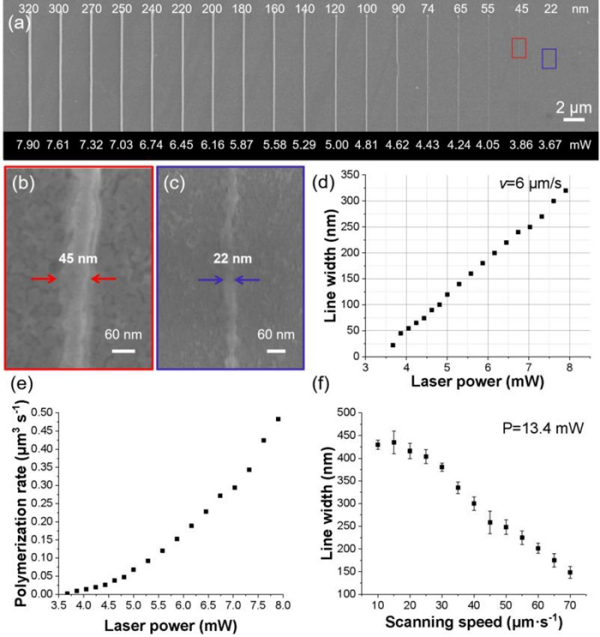 320 300 290 270 250 240 220 200 180 160 140 120 100 90 74 65 55 45 22 nm
(a)
2 μm
7.90 7.61 7.32 7.03 6.74 6.45 6.16 5.87 5.58 5.29 5.00 4.81 4.62 4.43 4.24 4.05 3.86 3.67 mW
(b)
45 nm
60 nm
(c)
22 nm
60 nm
(d)
v=6 μm/s
Line width (nm)
350
300
250
200
150
100
50
0
3 4 5 6 7 8
Laser power (mW)
(e)
Polymerization rate (μm³ s⁻¹)
0.50
0.45
0.40
0.35
0.30
0.25
0.20
0.15
0.10
0.05
0.00
3.5 4.0 4.5 5.0 5.5 6.0 6.5 7.0 7.5 8.0
Laser power (mW)
(f)
P=13.4 mW
Line width (nm)
500
450
400
350
300
250
200
150
100
10 20 30 40 50 60 70
Scanning speed (μm·s⁻¹)